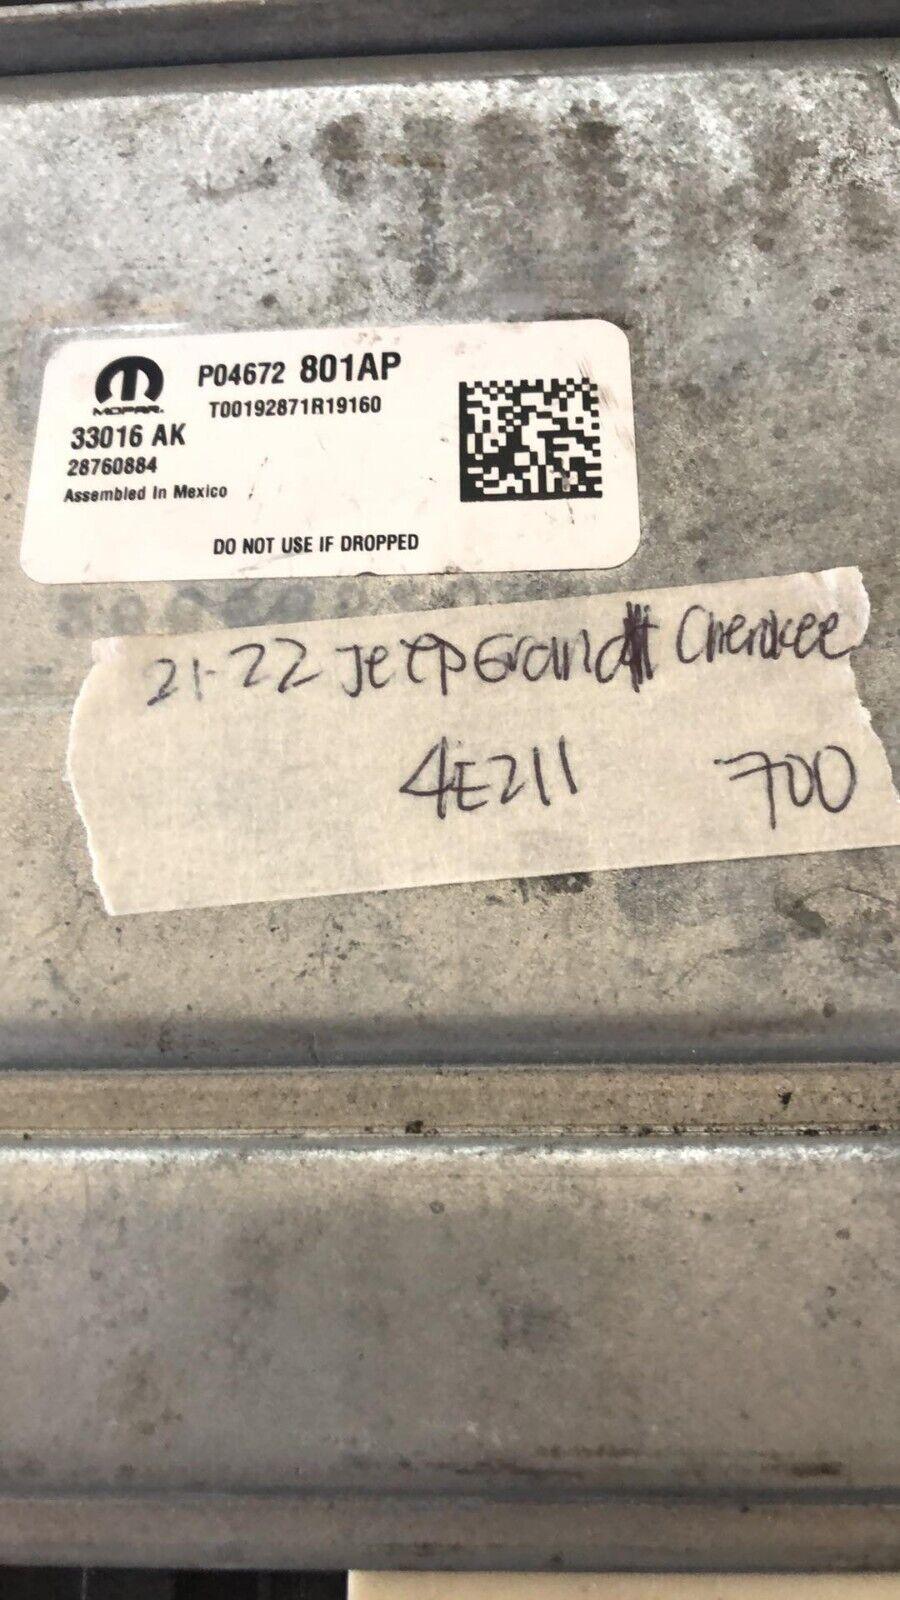 P04672 801AP
MOPAR.
T00192871R19160
33016 AK
28760884
Assembled In Mexico
DO NOT USE IF DROPPED
21-22 Jeep Grand Cherokee
4E211 700